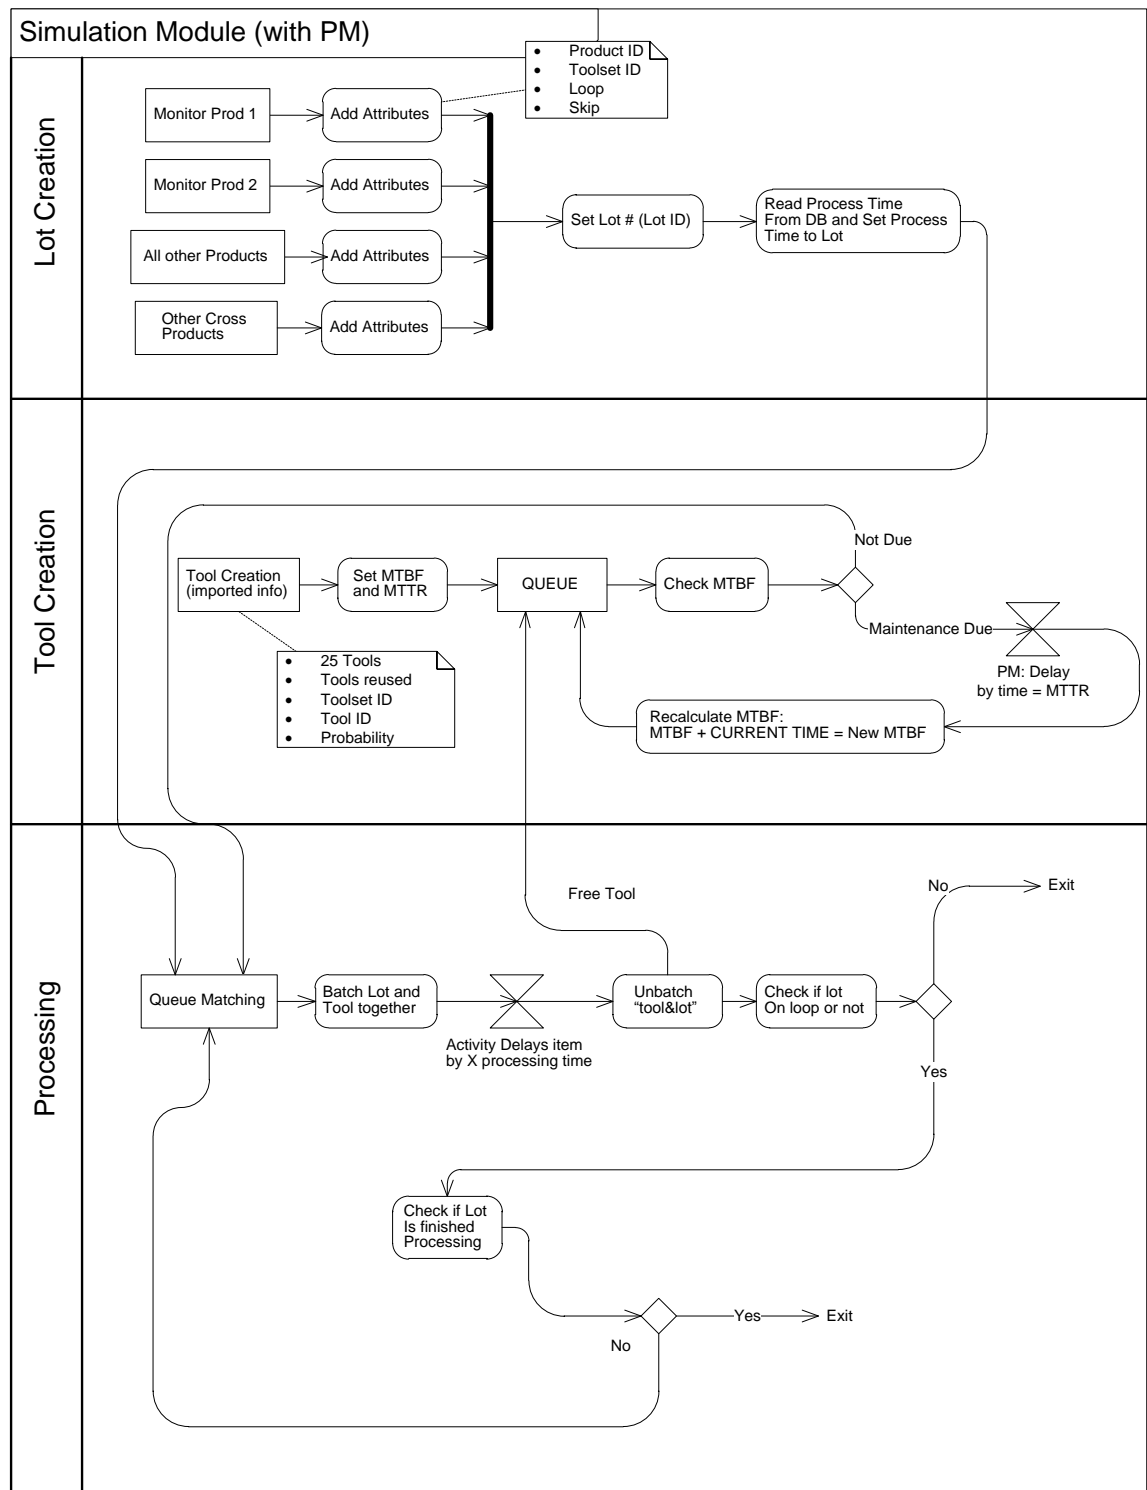 Simulation Module (with PM)
Lot Creation
• Product ID
• Toolset ID
• Loop
• Skip
Monitor Prod 1
Add Attributes
Monitor Prod 2
Add Attributes
All other Products
Add Attributes
Other Cross
Products
Add Attributes
Set Lot # (Lot ID)
Read Process Time
From DB and Set Process
Time to Lot
Tool Creation
Tool Creation
(imported info)
Set MTBF
and MTTR
QUEUE
Check MTBF
Not Due
Maintenance Due
PM: Delay
by time = MTTR
Recalculate MTBF:
MTBF + CURRENT TIME = New MTBF
• 25 Tools
• Tools reused
• Toolset ID
• Tool ID
• Probability
Processing
Free Tool
Queue Matching
Batch Lot and
Tool together
Activity Delays item
by X processing time
Unbatch
“tool&lot”
Check if lot
On loop or not
No
Exit
Yes
Check if Lot
Is finished
Processing
Yes
Exit
No